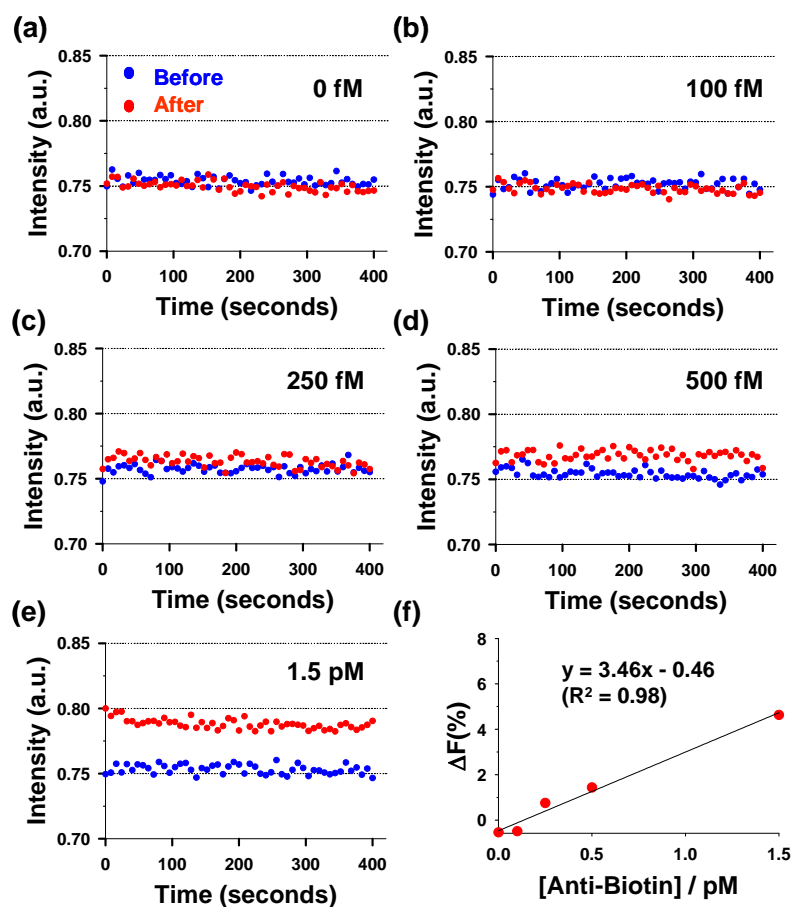 (a)
Intensity (a.u.)
0.85
0.80
0.75
0.70
Before
After
0 fM
0 100 200 300 400
Time (seconds)
(b)
Intensity (a.u.)
0.85
0.80
0.75
0.70
100 fM
0 100 200 300 400
Time (seconds)
(c)
Intensity (a.u.)
0.85
0.80
0.75
0.70
250 fM
0 100 200 300 400
Time (seconds)
(d)
Intensity (a.u.)
0.85
0.80
0.75
0.70
500 fM
0 100 200 300 400
Time (seconds)
(e)
Intensity (a.u.)
0.85
0.80
0.75
0.70
1.5 pM
0 100 200 300 400
Time (seconds)
(f)
ΔF(%)
8
6
4
2
0
y = 3.46x - 0.46
(R² = 0.98)
0.0 0.5 1.0 1.5
[Anti-Biotin] / pM